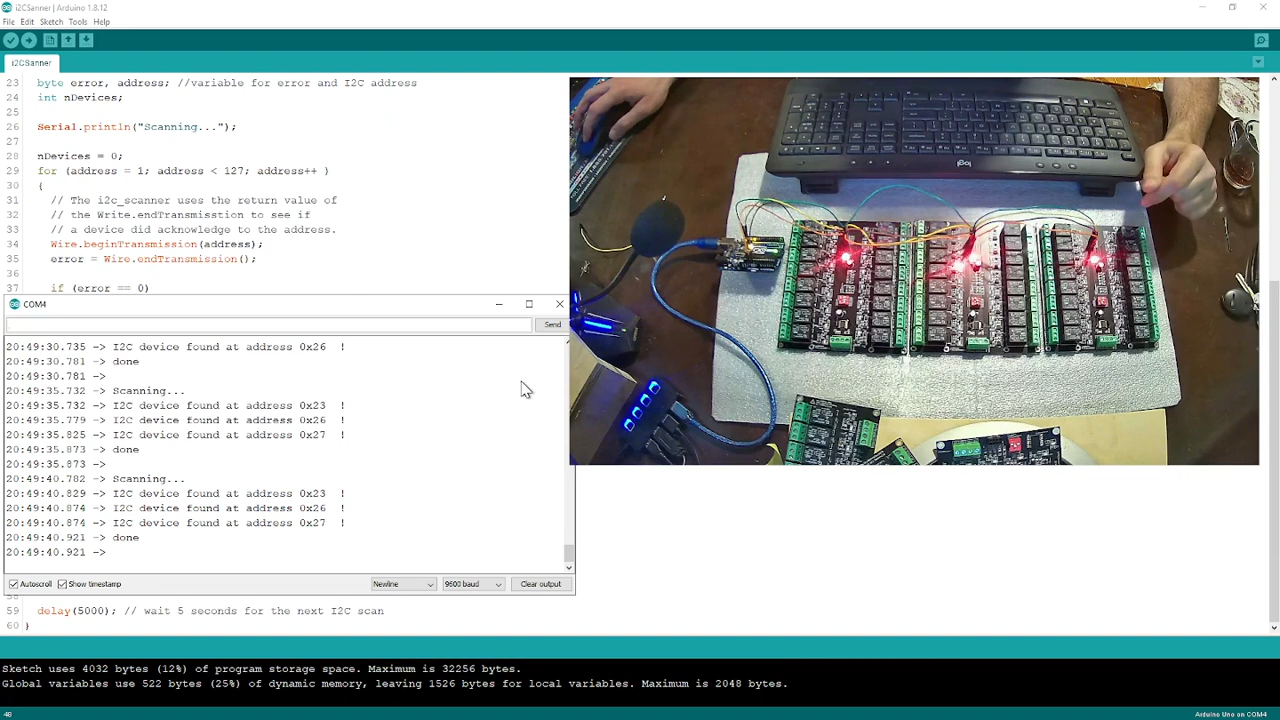 i2CSanner | Arduino 1.8.12
File Edit Sketch Tools Help
i2CSanner
23 byte error, address; //variable for error and I2C address
24 int nDevices;
25
26 Serial.println("Scanning...");
27
28 nDevices = 0;
29 for (address = 1; address < 127; address++ )
30 {
31 // The i2c_scanner uses the return value of
32 // the Write.endTransmisstion to see if
33 // a device did acknowledge to the address.
34 Wire.beginTransmission(address);
35 error = Wire.endTransmission();
36
37 if (error == 0)
COM4
Send
20:49:30.735 -> I2C device found at address 0x26 !
20:49:30.781 -> done
20:49:30.781 ->
20:49:35.732 -> Scanning...
20:49:35.732 -> I2C device found at address 0x23 !
20:49:35.779 -> I2C device found at address 0x26 !
20:49:35.825 -> I2C device found at address 0x27 !
20:49:35.873 -> done
20:49:35.873 ->
20:49:40.782 -> Scanning...
20:49:40.829 -> I2C device found at address 0x23 !
20:49:40.874 -> I2C device found at address 0x26 !
20:49:40.874 -> I2C device found at address 0x27 !
20:49:40.921 -> done
20:49:40.921 ->
Autoscroll Show timestamp Newline 9600 baud Clear output
59 delay(5000); // wait 5 seconds for the next I2C scan
60 }
Sketch uses 4032 bytes (12%) of program storage space. Maximum is 32256 bytes.
Global variables use 522 bytes (25%) of dynamic memory, leaving 1526 bytes for local variables. Maximum is 2048 bytes.
48 Arduino Uno on COM4
logi